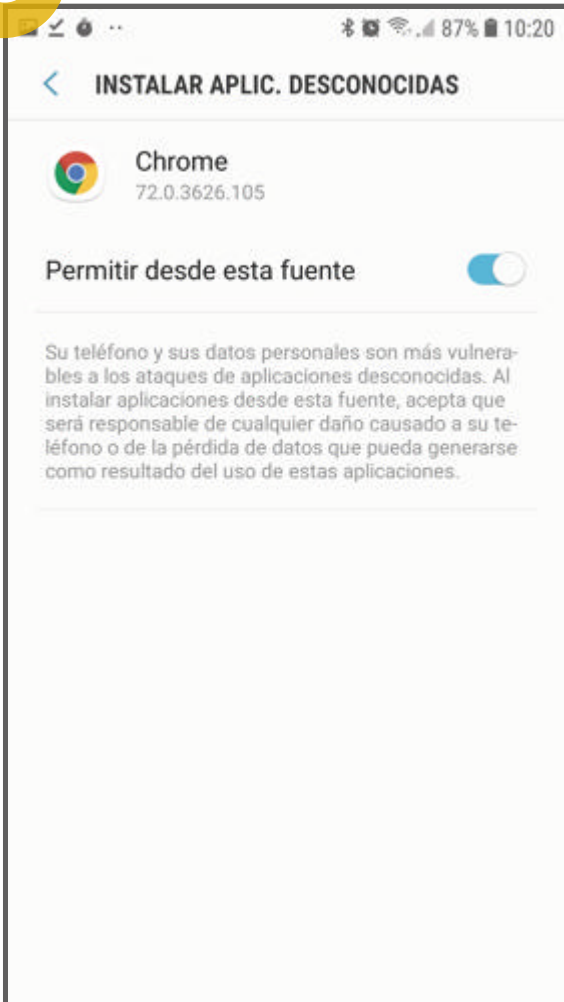 87% 10:20
INSTALAR APLIC. DESCONOCIDAS
Chrome
72.0.3626.105
Permitir desde esta fuente
Su teléfono y sus datos personales son más vulnera-
bles a los ataques de aplicaciones desconocidas. Al
instalar aplicaciones desde esta fuente, acepta que
será responsable de cualquier daño causado a su te-
léfono o de la pérdida de datos que pueda generarse
como resultado del uso de estas aplicaciones.